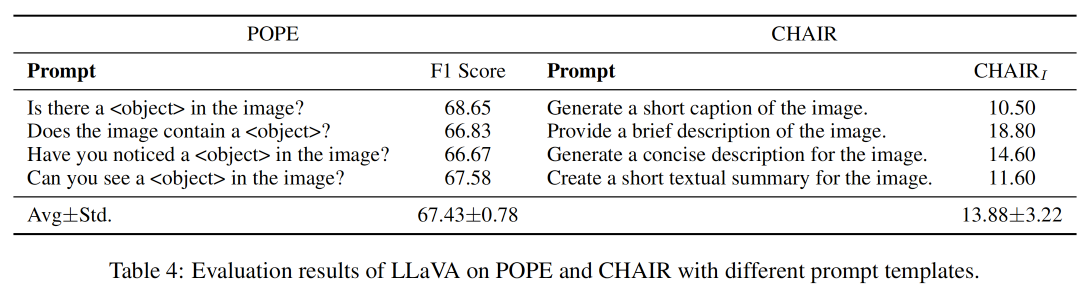 POPE CHAIR
Prompt F1 Score Prompt CHAIR_I
Is there a <object> in the image? 68.65 Generate a short caption of the image. 10.50
Does the image contain a <object>? 66.83 Provide a brief description of the image. 18.80
Have you noticed a <object> in the image? 66.67 Generate a concise description for the image. 14.60
Can you see a <object> in the image? 67.58 Create a short textual summary for the image. 11.60
Avg±Std. 67.43±0.78 13.88±3.22
Table 4: Evaluation results of LLaVA on POPE and CHAIR with different prompt templates.